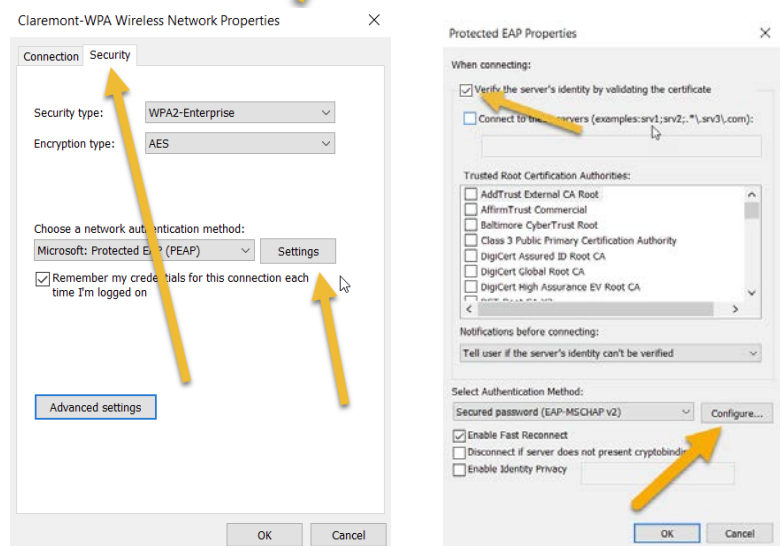 Claremont-WPA Wireless Network Properties
Connection Security
Security type: WPA2-Enterprise
Encryption type: AES
Choose a network authentication method:
Microsoft: Protected EAP (PEAP) Settings
Remember my credentials for this connection each
time I'm logged on
Advanced settings
OK Cancel
Protected EAP Properties
When connecting:
Verify the server's identity by validating the certificate
Connect to these servers (examples:srv1;srv2;.*\.srv3\.com):
Trusted Root Certification Authorities:
AddTrust External CA Root
AffirmTrust Commercial
Baltimore CyberTrust Root
Class 3 Public Primary Certification Authority
DigiCert Assured ID Root CA
DigiCert Global Root CA
DigiCert High Assurance EV Root CA
Notifications before connecting:
Tell user if the server's identity can't be verified
Select Authentication Method:
Secured password (EAP-MSCHAP v2) Configure...
Enable Fast Reconnect
Disconnect if server does not present cryptobinding
Enable Identity Privacy
OK Cancel